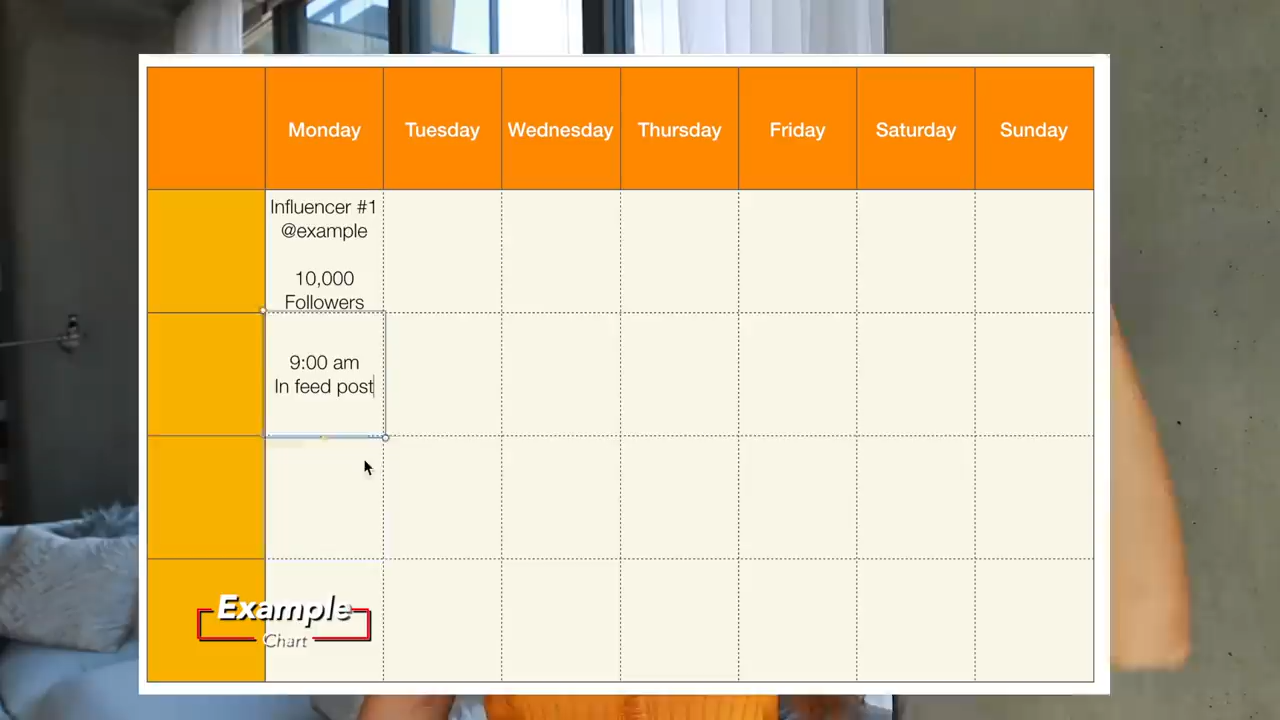 Monday Tuesday Wednesday Thursday Friday Saturday Sunday
Influencer #1
@example
10,000
Followers
9:00 am
In feed post
Example
Chart